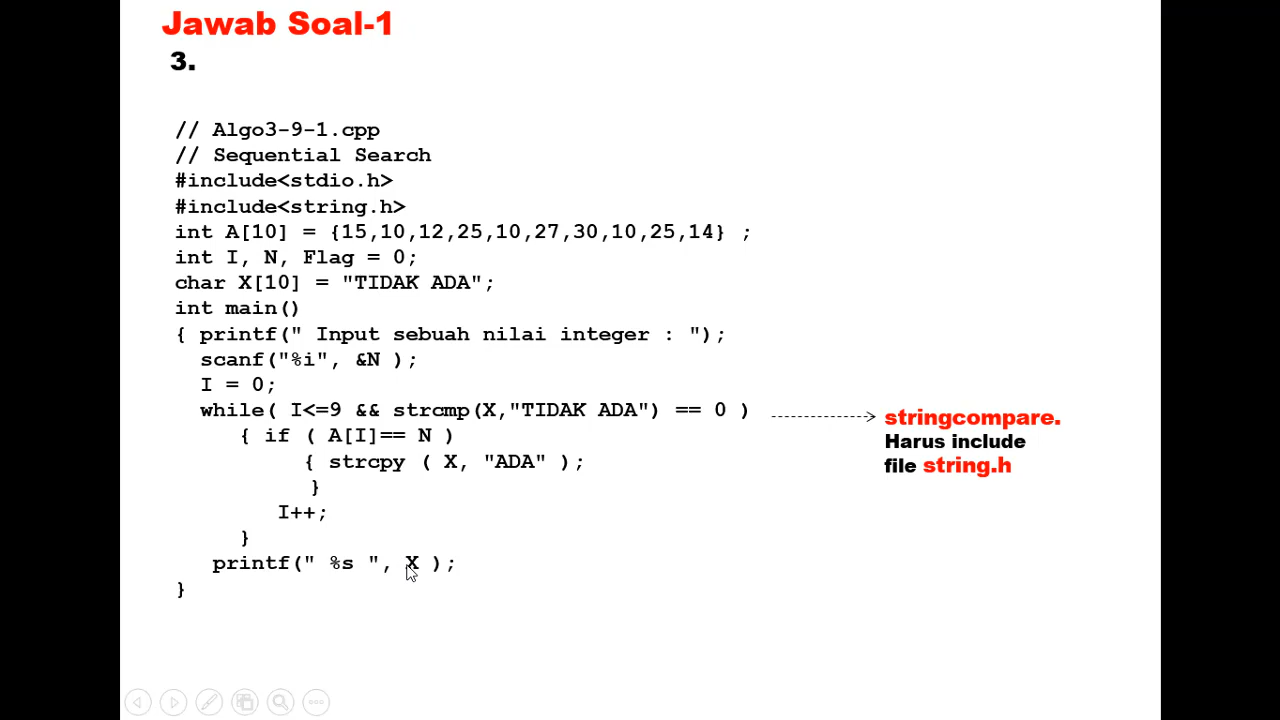 Jawab Soal-1
3.
// Algo3-9-1.cpp
// Sequential Search
#include<stdio.h>
#include<string.h>
int A[10] = {15,10,12,25,10,27,30,10,25,14} ;
int I, N, Flag = 0;
char X[10] = "TIDAK ADA";
int main()
{ printf(" Input sebuah nilai integer : ");
scanf("%i", &N );
I = 0;
while( I<=9 && strcmp(X,"TIDAK ADA") == 0 )
{ if ( A[I]== N )
{ strcpy ( X, "ADA" );
}
I++;
}
printf(" %s ", X );
}
stringcompare.
Harus include
file string.h